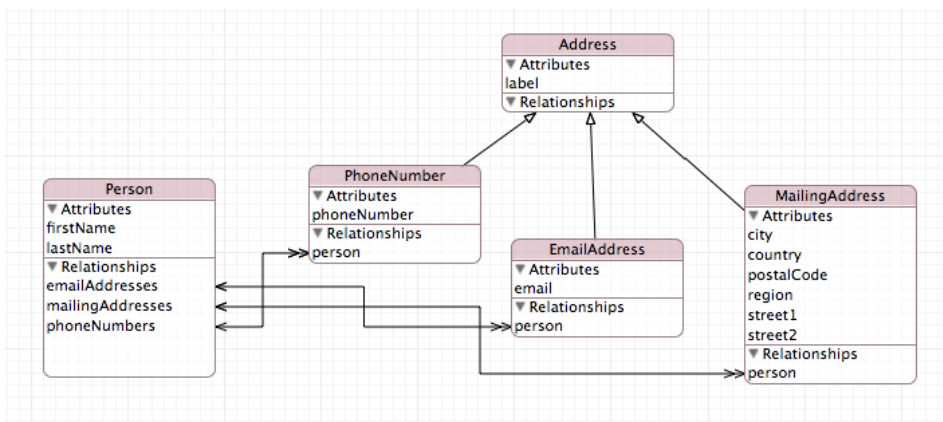 Address
Attributes
label
Relationships
PhoneNumber
Attributes
phoneNumber
Relationships
person
Person
Attributes
firstName
lastName
Relationships
emailAddresses
mailingAddresses
phoneNumbers
EmailAddress
Attributes
email
Relationships
person
MailingAddress
Attributes
city
country
postalCode
region
street1
street2
Relationships
person